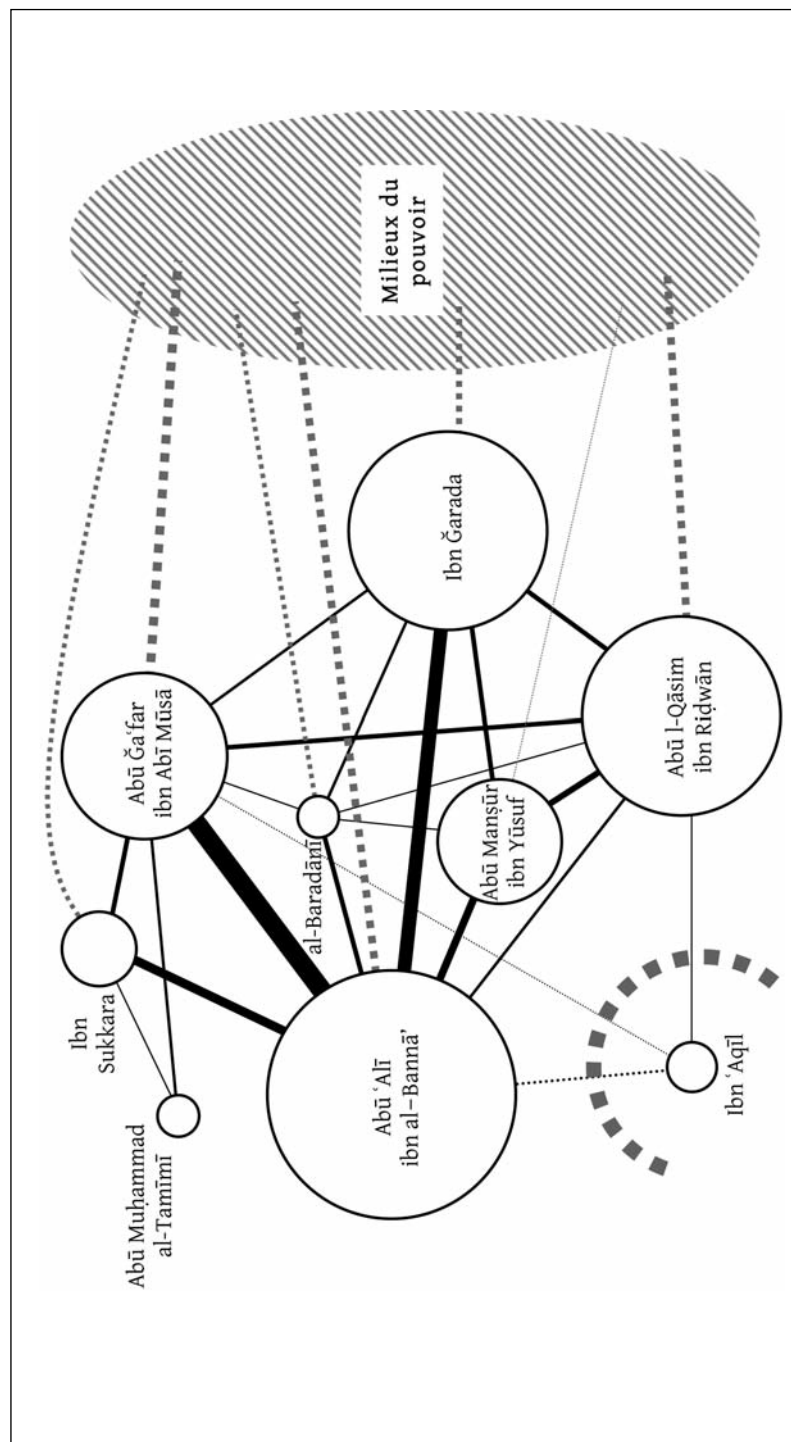 Milieux du
pouvoir
Ibn Ǧarada
Abū Ǧaʿfar
ibn Abī Mūsā
Abū l-Qāsim
ibn Riḍwān
al-Baradānī
Abū Manṣūr
ibn Yūsuf
Ibn
Sukkara
Abū ʿAlī
ibn al-Bannā’
Ibn ʿAqīl
Abū Muḥammad
al-Tamīmī